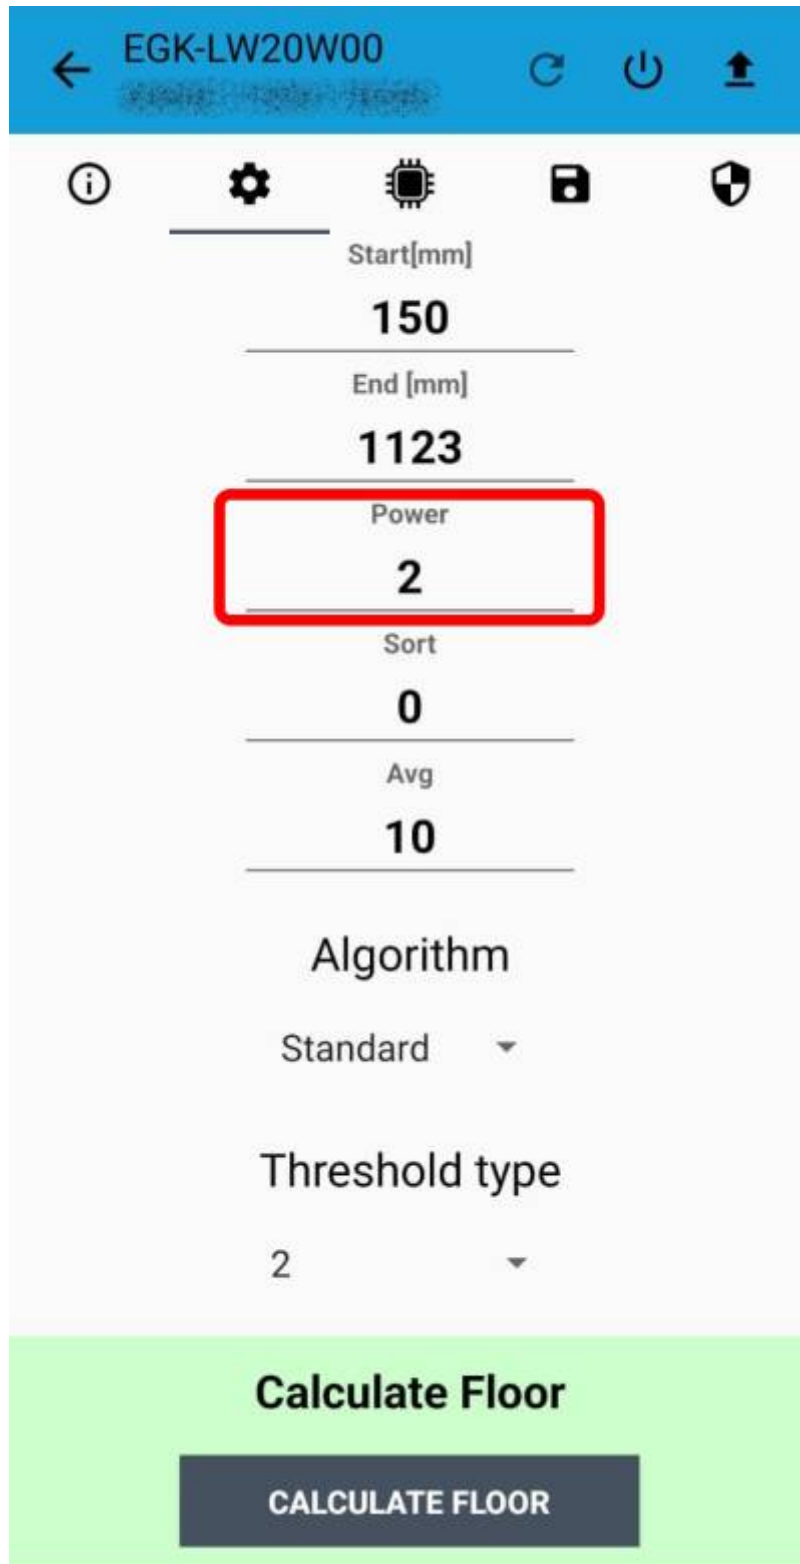 EGK-LW20W00
Start[mm]
150
End [mm]
1123
Power
2
Sort
0
Avg
10
Algorithm
Standard
Threshold type
2
Calculate Floor
CALCULATE FLOOR